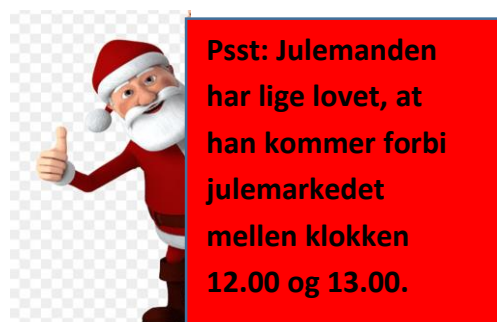 Psst: Julemanden
har lige lovet, at
han kommer forbi
julemarkedet
mellen klokken
12.00 og 13.00.